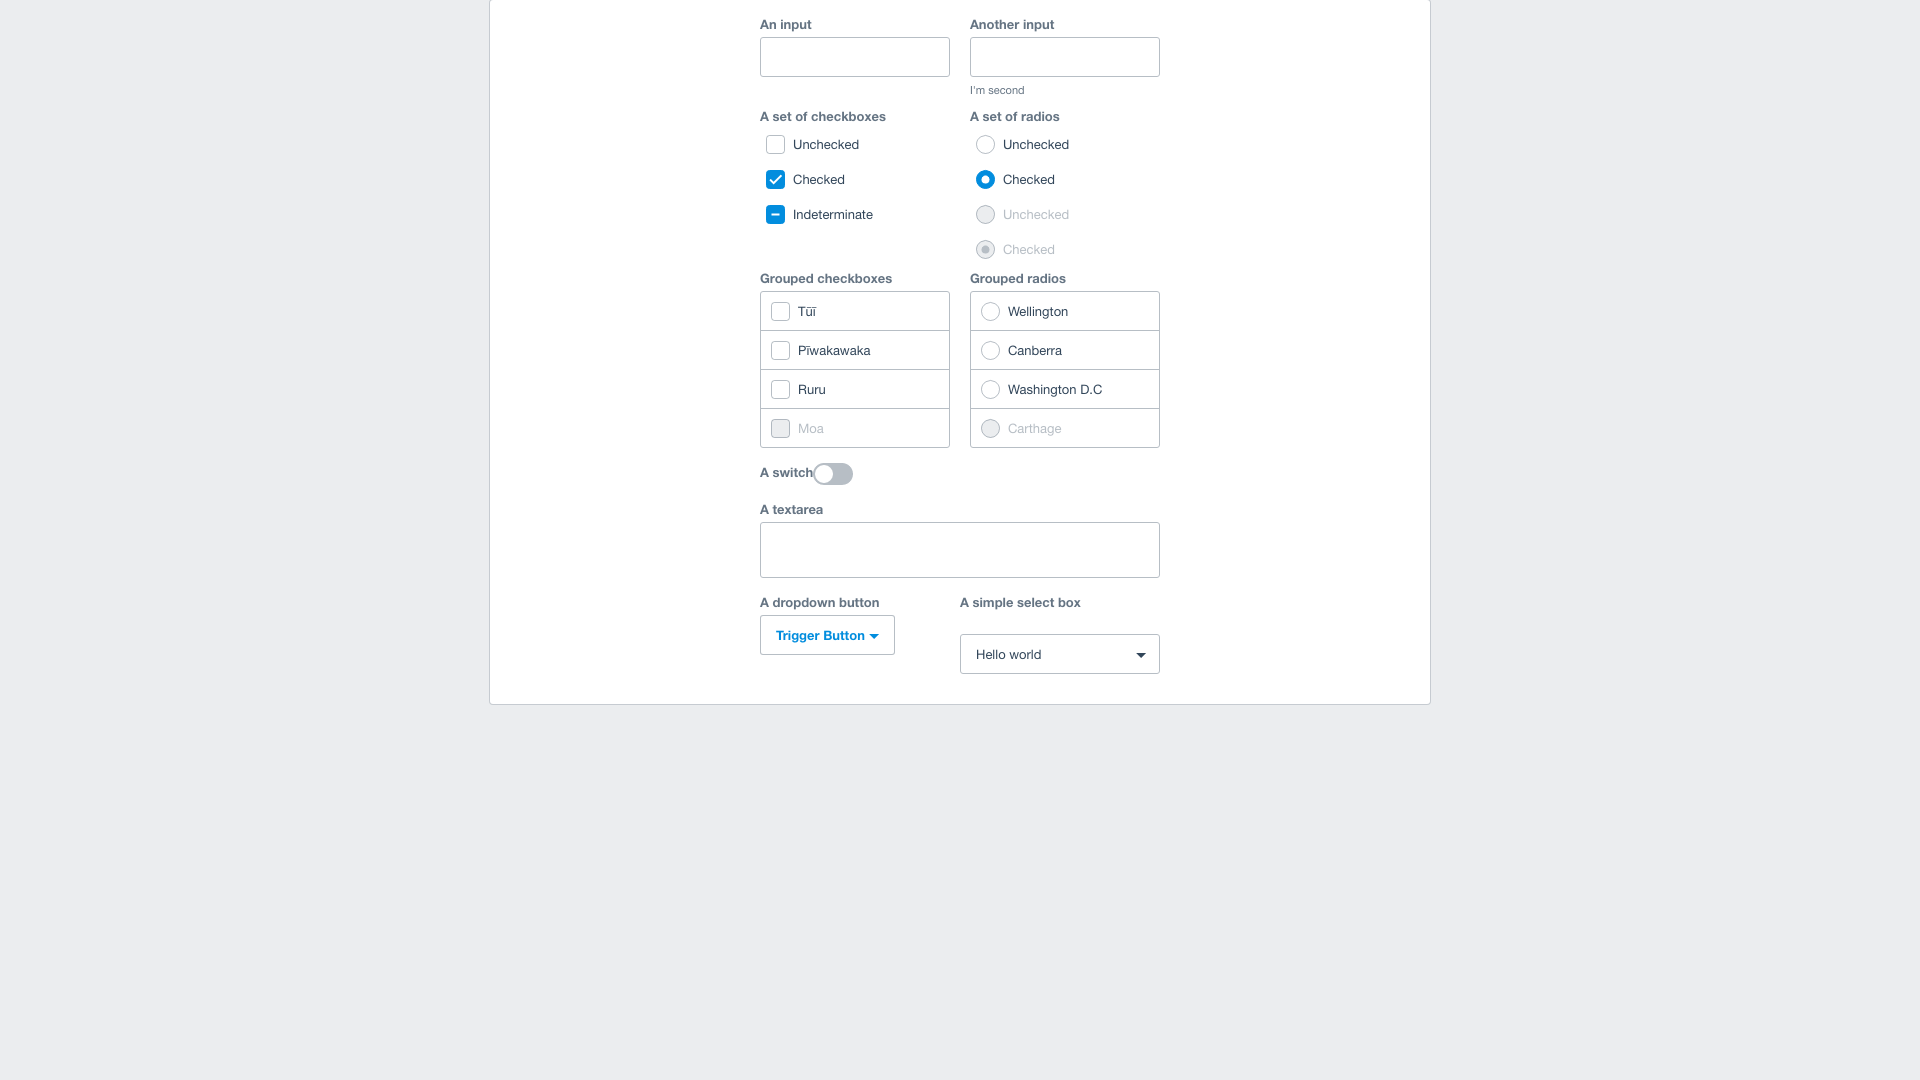 An input
Another input
I'm second
A set of checkboxes
Unchecked
Checked
Indeterminate
A set of radios
Unchecked
Checked
Unchecked
Checked
Grouped checkboxes
Tūī
Pīwakawaka
Ruru
Moa
Grouped radios
Wellington
Canberra
Washington D.C
Carthage
A switch
A textarea
A dropdown button
Trigger Button
A simple select box
Hello world